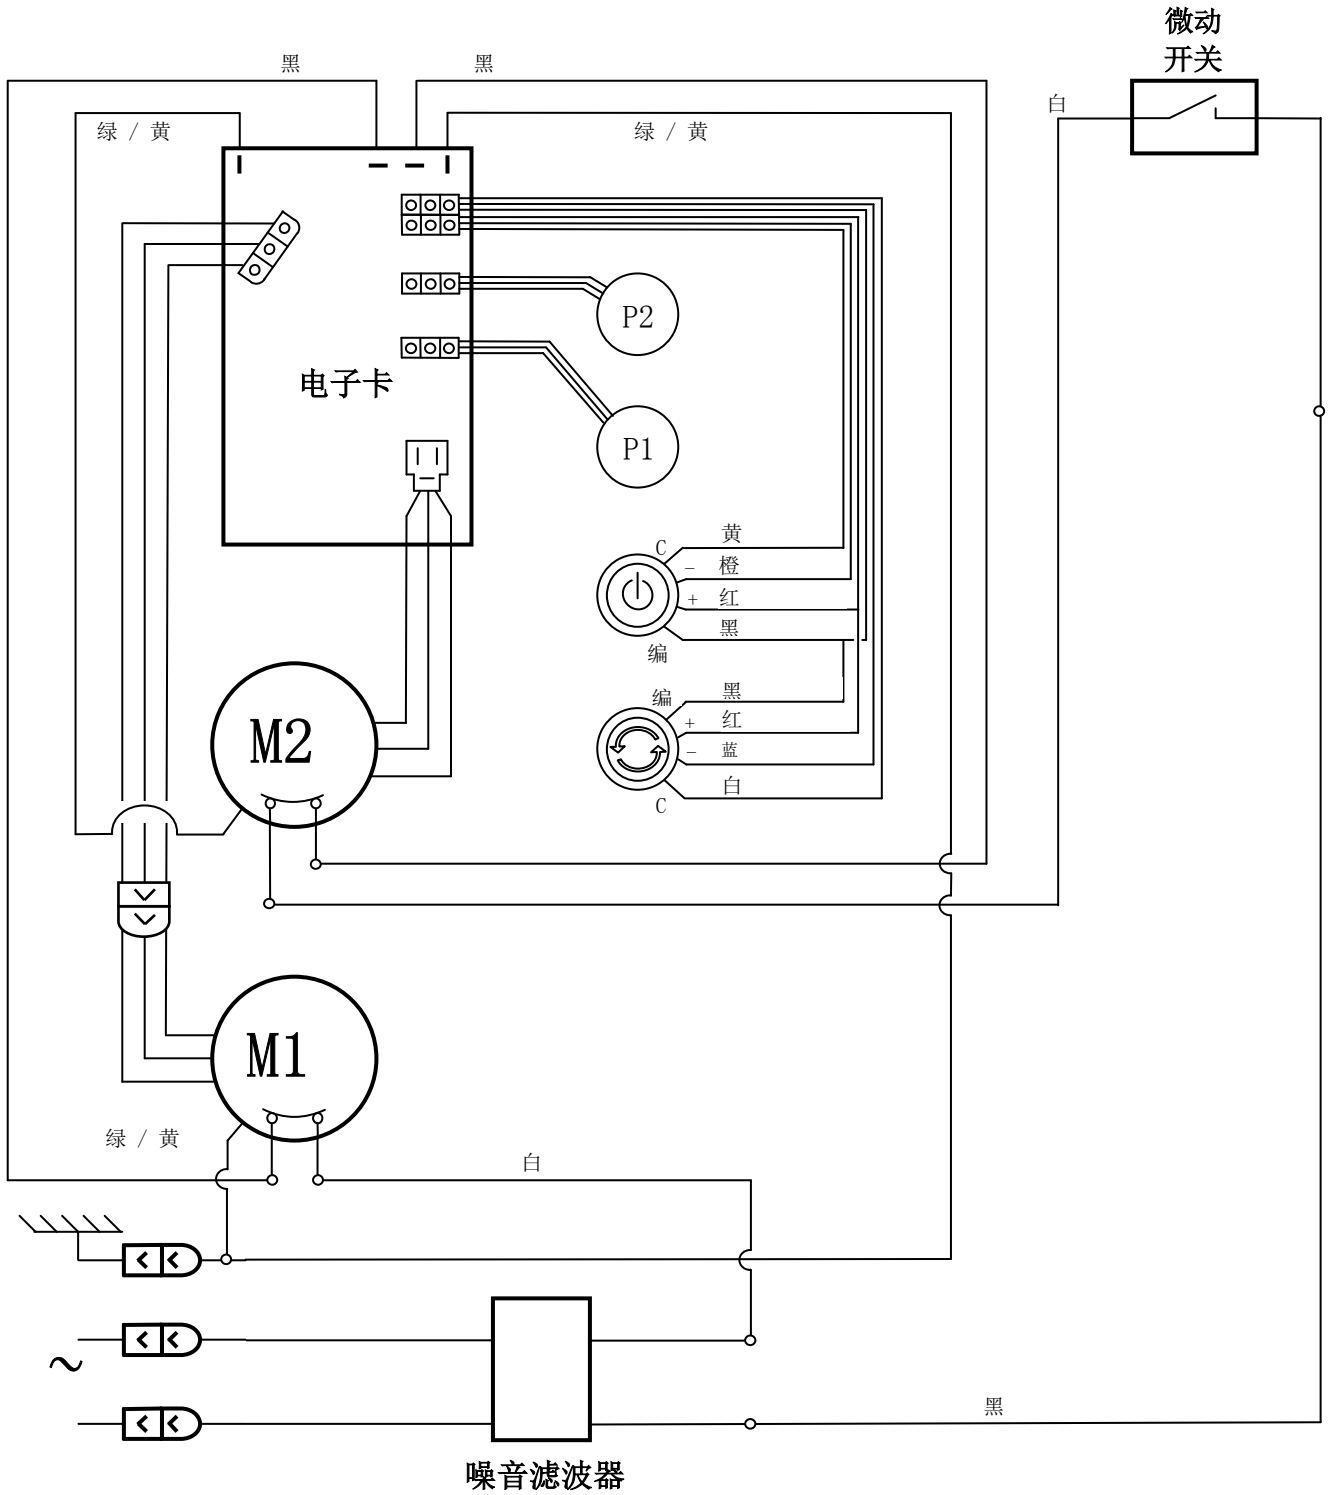 微动
开关
黑
黑
白
绿 / 黄
绿 / 黄
P2
电子卡
P1
黄
C
- 橙
+ 红
黑
编
编
黑
+ 红
- 蓝
白
C
M2
M1
绿 / 黄
白
~
黑
噪音滤波器